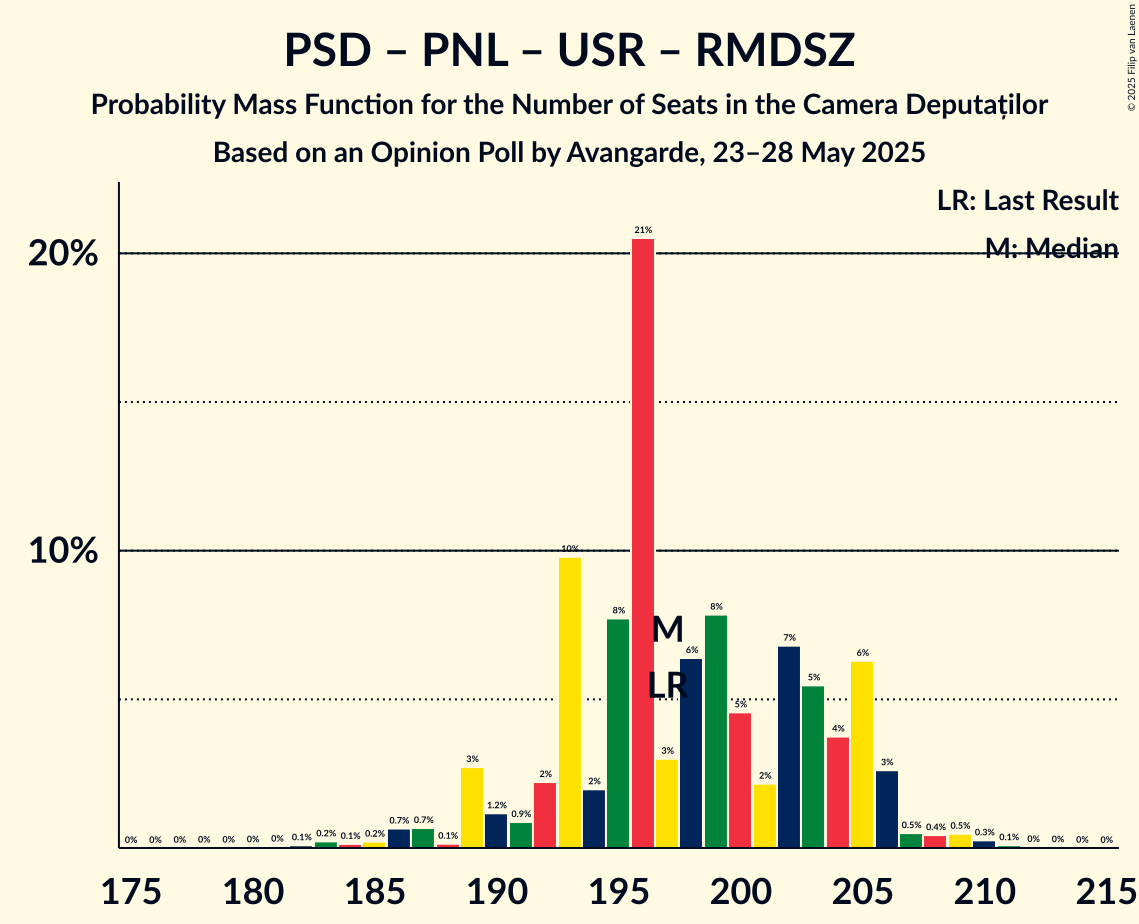 PSD – PNL – USR – RMDSZ
Probability Mass Function for the Number of Seats in the Camera Deputaților
Based on an Opinion Poll by Avangarde, 23–28 May 2025
© 2025 Filip van Laenen
LR: Last Result
M: Median
20%
10%
M
LR
0% 0% 0% 0% 0% 0% 0% 0.1% 0.2% 0.1% 0.2% 0.7% 0.7% 0.1% 3% 1.2% 0.9% 2% 10% 2% 8% 21% 3% 6% 8% 5% 2% 7% 5% 4% 6% 3% 0.5% 0.4% 0.5% 0.3% 0.1% 0% 0% 0% 0%
175 180 185 190 195 200 205 210 215